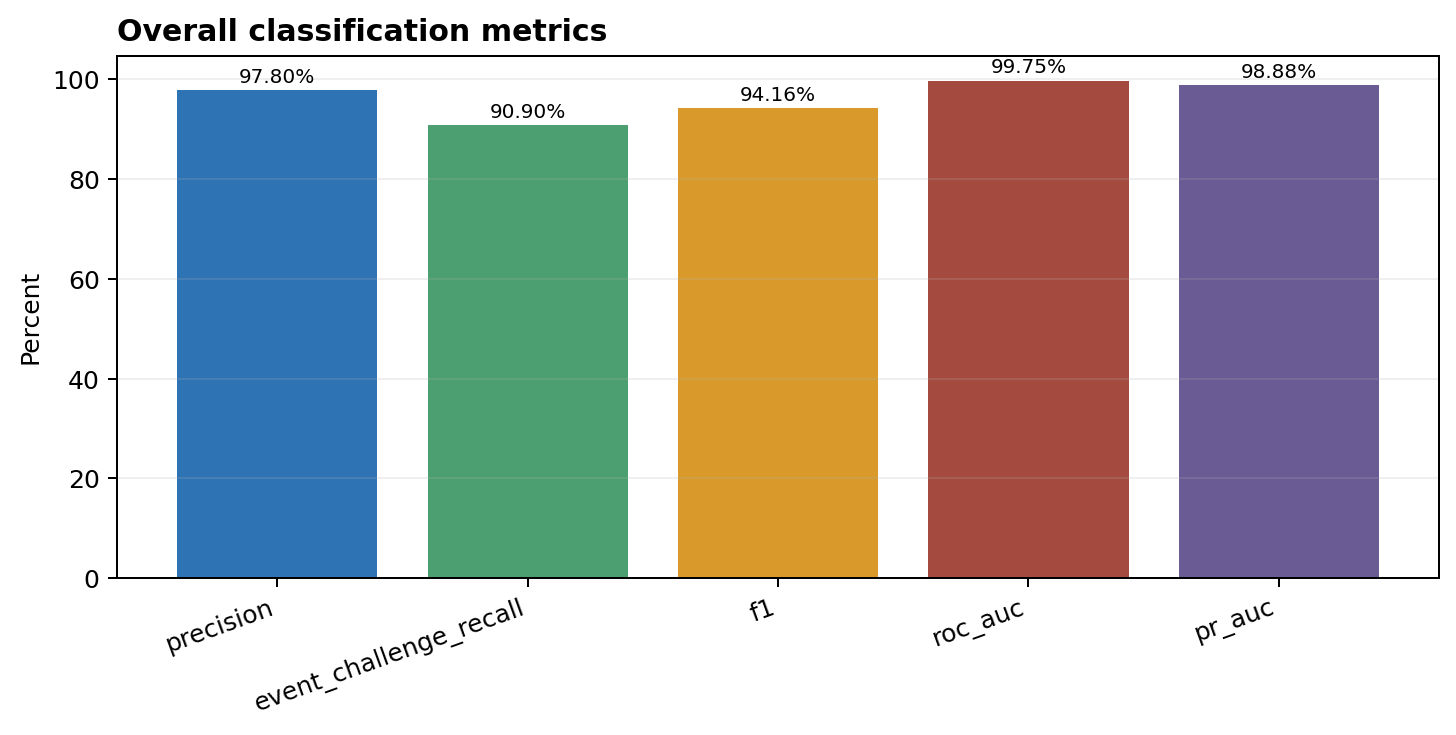 Overall classification metrics
Percent
100
80
60
40
20
0
97.80%
90.90%
94.16%
99.75%
98.88%
precision
event_challenge_recall
f1
roc_auc
pr_auc